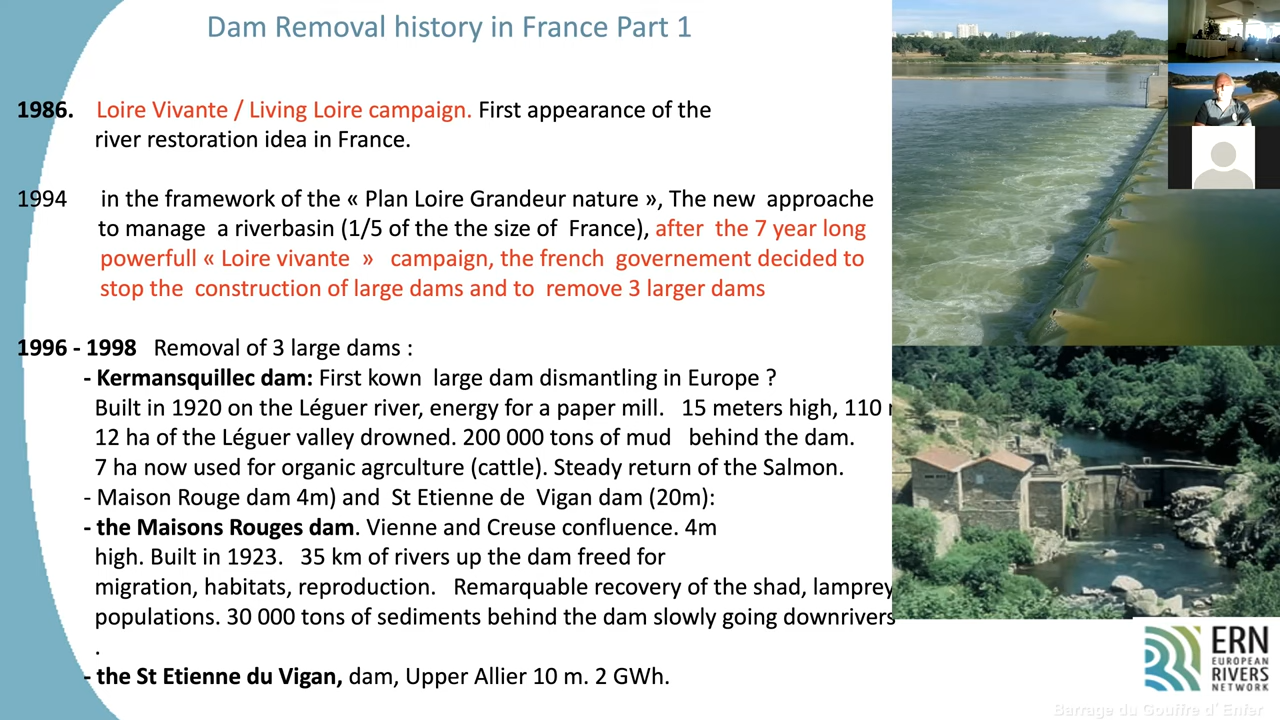 Dam Removal history in France Part 1
1986. Loire Vivante / Living Loire campaign. First appearance of the
river restoration idea in France.
1994 in the framework of the « Plan Loire Grandeur nature », The new approache
to manage a riverbasin (1/5 of the the size of France), after the 7 year long
powerfull « Loire vivante » campaign, the french governement decided to
stop the construction of large dams and to remove 3 larger dams
1996 - 1998 Removal of 3 large dams :
- Kermansquillec dam: First kown large dam dismantling in Europe ?
Built in 1920 on the Léguer river, energy for a paper mill. 15 meters high, 110
12 ha of the Léguer valley drowned. 200 000 tons of mud behind the dam.
7 ha now used for organic agrculture (cattle). Steady return of the Salmon.
- Maison Rouge dam 4m) and St Etienne de Vigan dam (20m):
- the Maisons Rouges dam. Vienne and Creuse confluence. 4m
high. Built in 1923. 35 km of rivers up the dam freed for
migration, habitats, reproduction. Remarquable recovery of the shad, lamprey
populations. 30 000 tons of sediments behind the dam slowly going downrivers
.
- the St Etienne du Vigan, dam, Upper Allier 10 m. 2 GWh.
ERN
EUROPEAN
RIVERS
NETWORK
Barrage du Gouffre d' Enfer